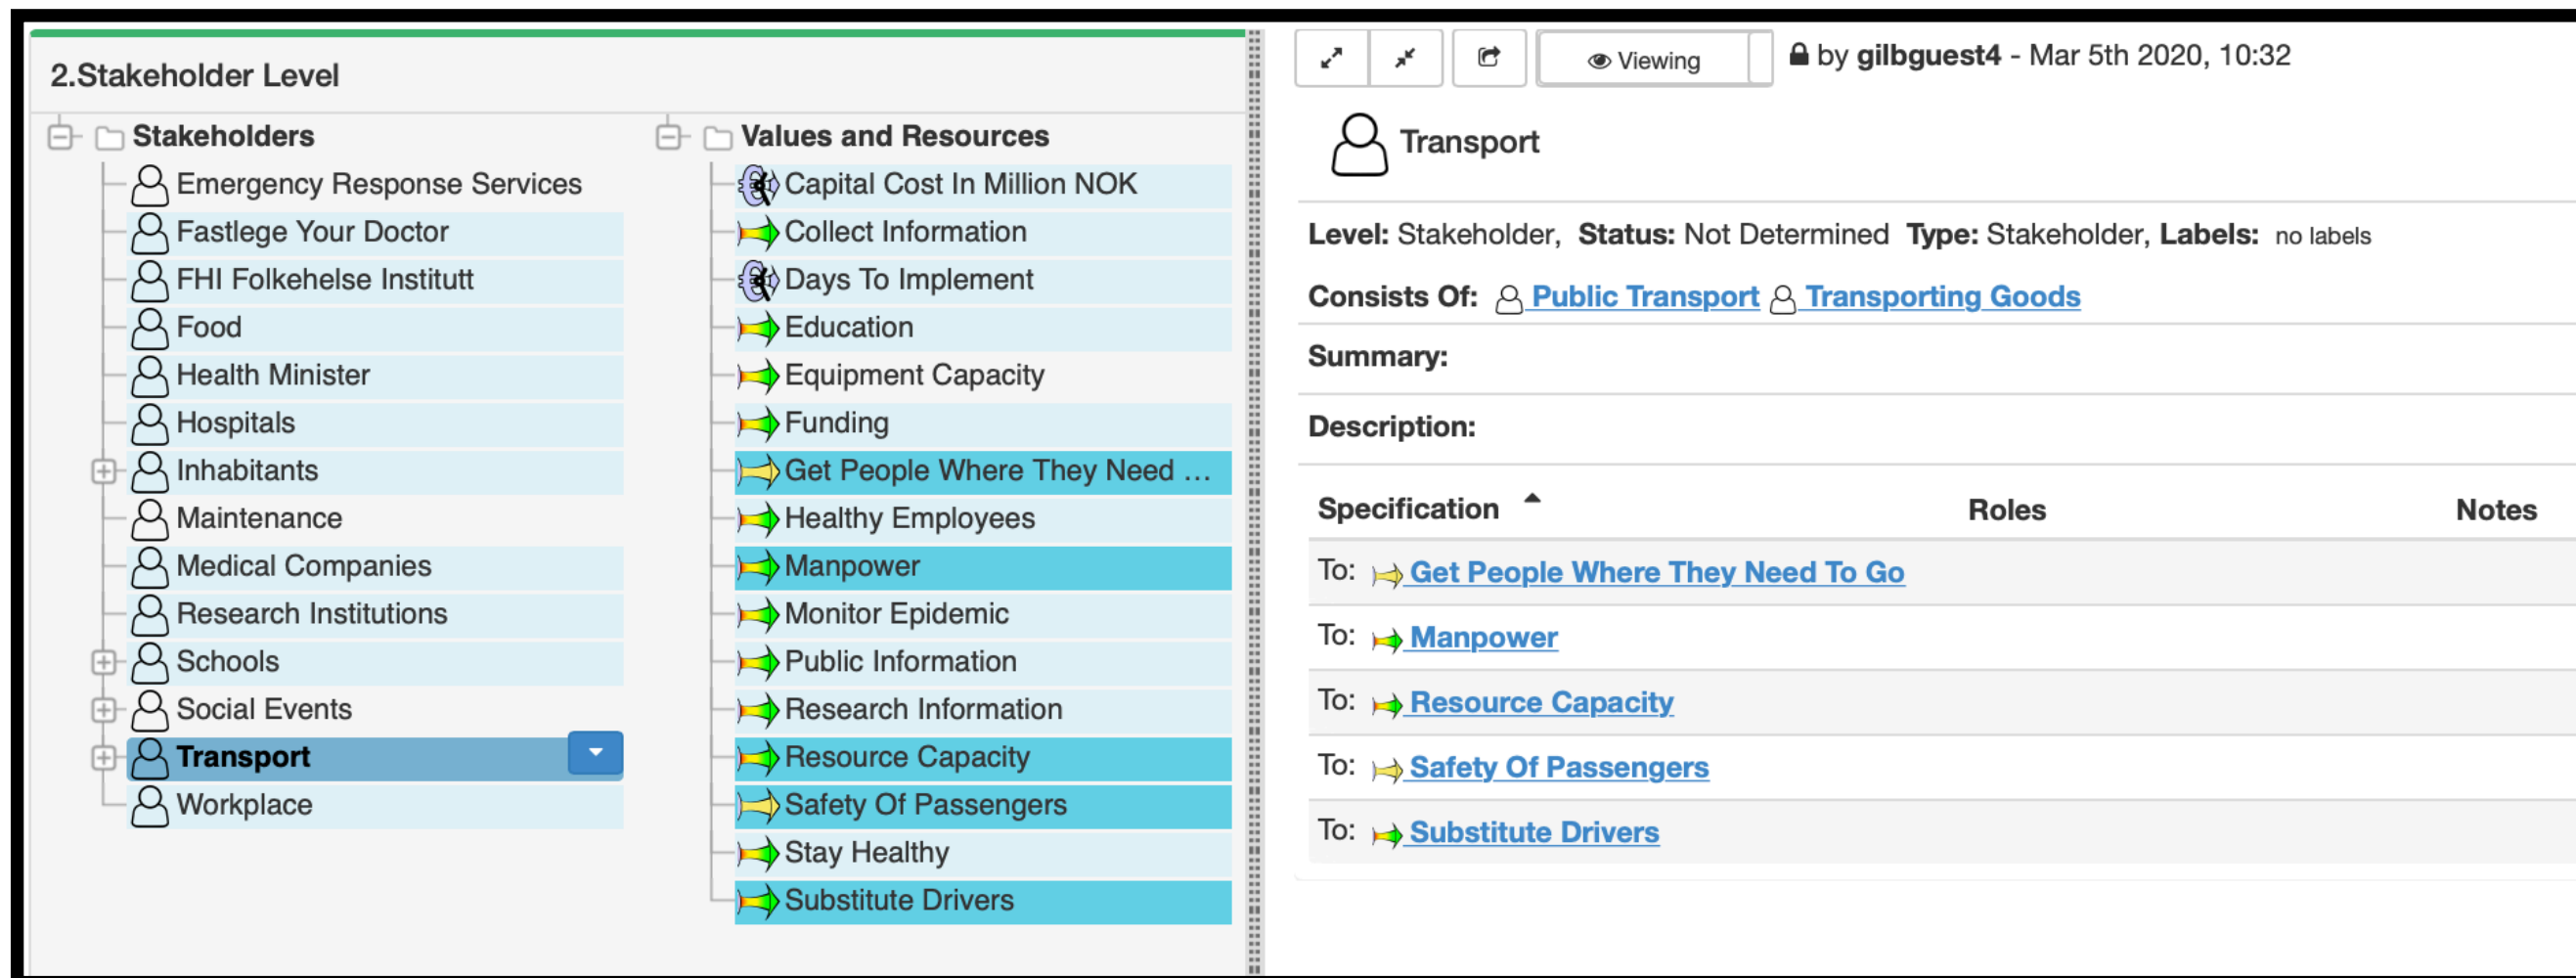 2.Stakeholder Level
Stakeholders
Emergency Response Services
Fastlege Your Doctor
FHI Folkehelse Institutt
Food
Health Minister
Hospitals
Inhabitants
Maintenance
Medical Companies
Research Institutions
Schools
Social Events
Transport
Workplace
Values and Resources
Capital Cost In Million NOK
Collect Information
Days To Implement
Education
Equipment Capacity
Funding
Get People Where They Need ...
Healthy Employees
Manpower
Monitor Epidemic
Public Information
Research Information
Resource Capacity
Safety Of Passengers
Stay Healthy
Substitute Drivers
Viewing by gilbguest4 - Mar 5th 2020, 10:32
Transport
Level: Stakeholder, Status: Not Determined Type: Stakeholder, Labels: no labels
Consists Of: Public Transport Transporting Goods
Summary:
Description:
Specification Roles Notes
To: Get People Where They Need To Go
To: Manpower
To: Resource Capacity
To: Safety Of Passengers
To: Substitute Drivers